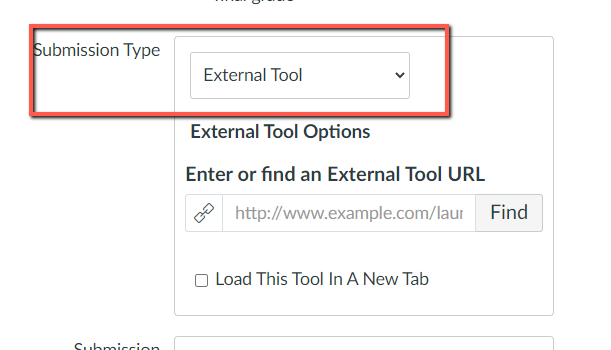 Submission Type
External Tool
External Tool Options
Enter or find an External Tool URL
http://www.example.com/laur
Find
Load This Tool In A New Tab
Submission